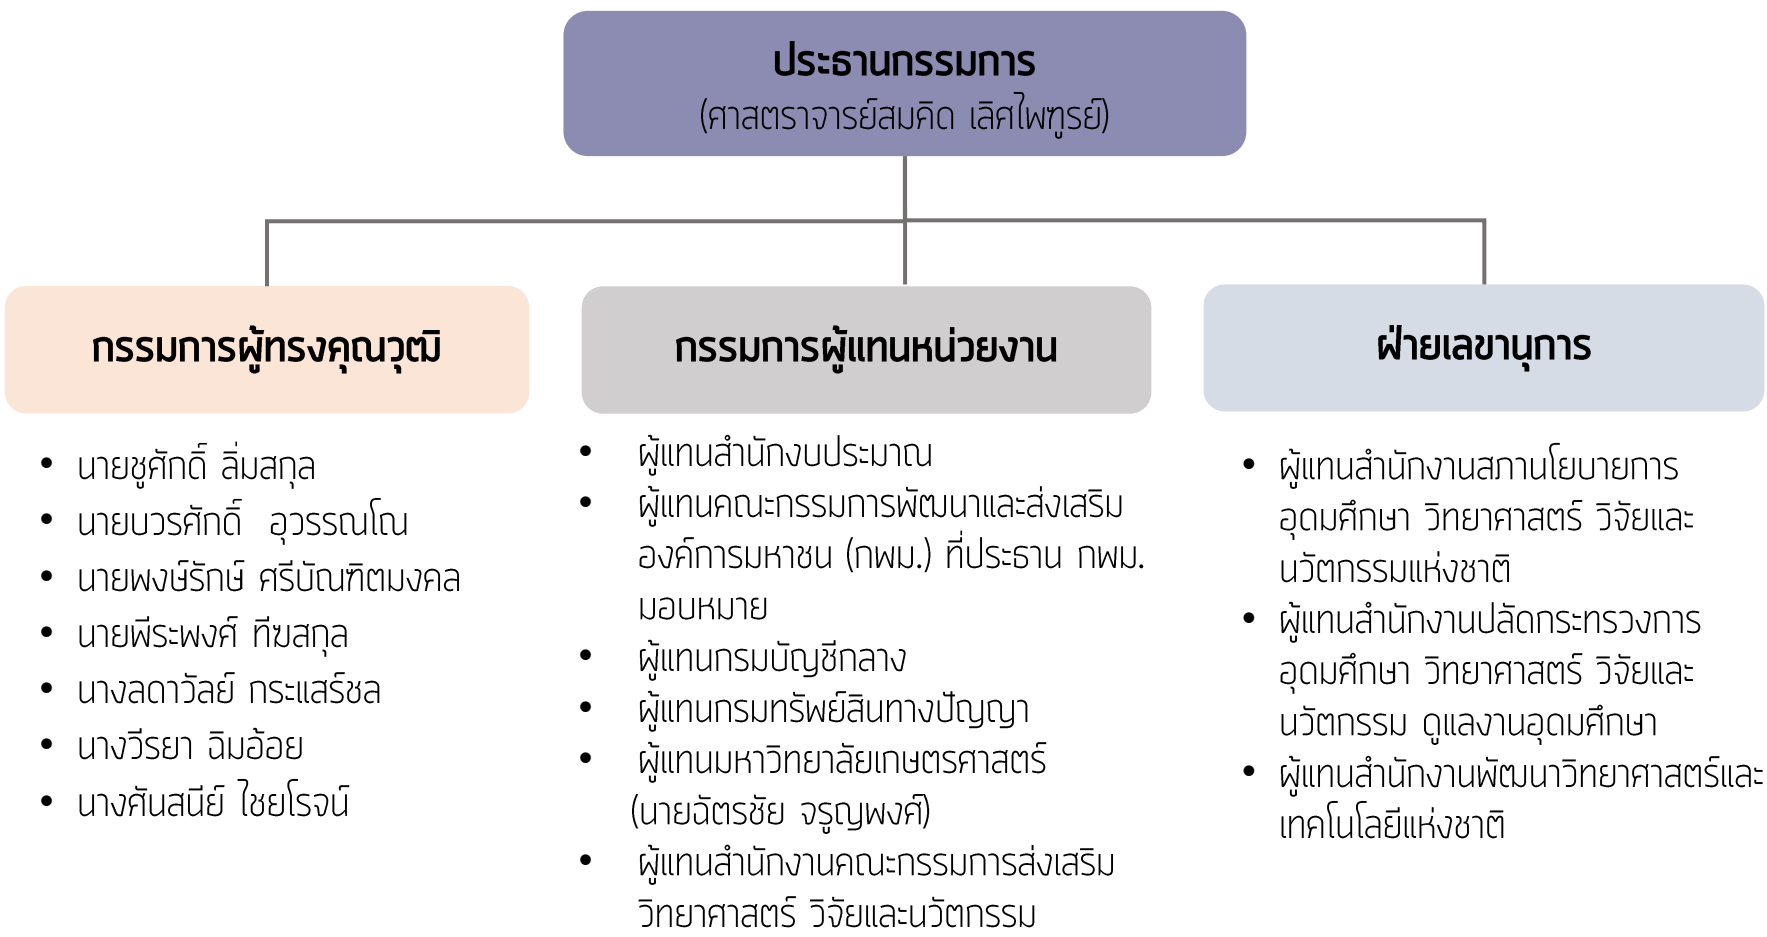 ประธานกรรมการ
(ศาสตราจารย์สมคิด เลิศไพฑูรย์)
กรรมการผู้ทรงคุณวุฒิ
• นายชูศักดิ์ ลิ่มสกุล
• นายบวรศักดิ์ อุวรรณโณ
• นายพงษ์รักษ์ ศรีบัณฑิตมงคล
• นายพีระพงศ์ ทีฆสกุล
• นางลดาวัลย์ กระแสร์ชล
• นางวีรยา ฉิมอ้อย
• นางศันสนีย์ ไชยโรจน์
กรรมการผู้แทนหน่วยงาน
• ผู้แทนสำนักงบประมาณ
• ผู้แทนคณะกรรมการพัฒนาและส่งเสริม
องค์การมหาชน (กพม.) ที่ประธาน กพม.
มอบหมาย
• ผู้แทนกรมบัญชีกลาง
• ผู้แทนกรมทรัพย์สินทางปัญญา
• ผู้แทนมหาวิทยาลัยเกษตรศาสตร์
(นายฉัตรชัย จรูญพงศ์)
• ผู้แทนสำนักงานคณะกรรมการส่งเสริม
วิทยาศาสตร์ วิจัยและนวัตกรรม
ฝ่ายเลขานุการ
• ผู้แทนสำนักงานสภานโยบายการ
อุดมศึกษา วิทยาศาสตร์ วิจัยและ
นวัตกรรมแห่งชาติ
• ผู้แทนสำนักงานปลัดกระทรวงการ
อุดมศึกษา วิทยาศาสตร์ วิจัยและ
นวัตกรรม ดูแลงานอุดมศึกษา
• ผู้แทนสำนักงานพัฒนาวิทยาศาสตร์และ
เทคโนโลยีแห่งชาติ